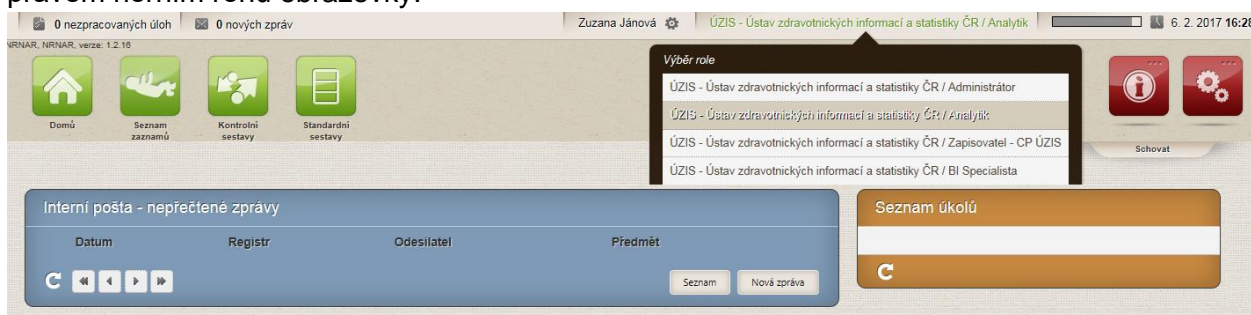 pravém horním rohu obrazovky.
0 nezpracovaných úloh 0 nových zpráv Zuzana Jánová ÚZIS - Ústav zdravotnických informací a statistiky ČR / Analytik 6. 2. 2017 16:28
NRNAR, verze: 1.2.16
Výběr role
ÚZIS - Ústav zdravotnických informací a statistiky ČR / Administrátor
ÚZIS - Ústav zdravotnických informací a statistiky ČR / Analytik
ÚZIS - Ústav zdravotnických informací a statistiky ČR / Zapisovatel - CP ÚZIS
ÚZIS - Ústav zdravotnických informací a statistiky ČR / BI Specialista
Domů Seznam zaznamů Kontrolní sestavy Standardní sestavy
Schovat
Interní pošta - nepřečtené zprávy
Datum Registr Odesilatel Předmět
Seznam Nová zpráva
Seznam úkolů